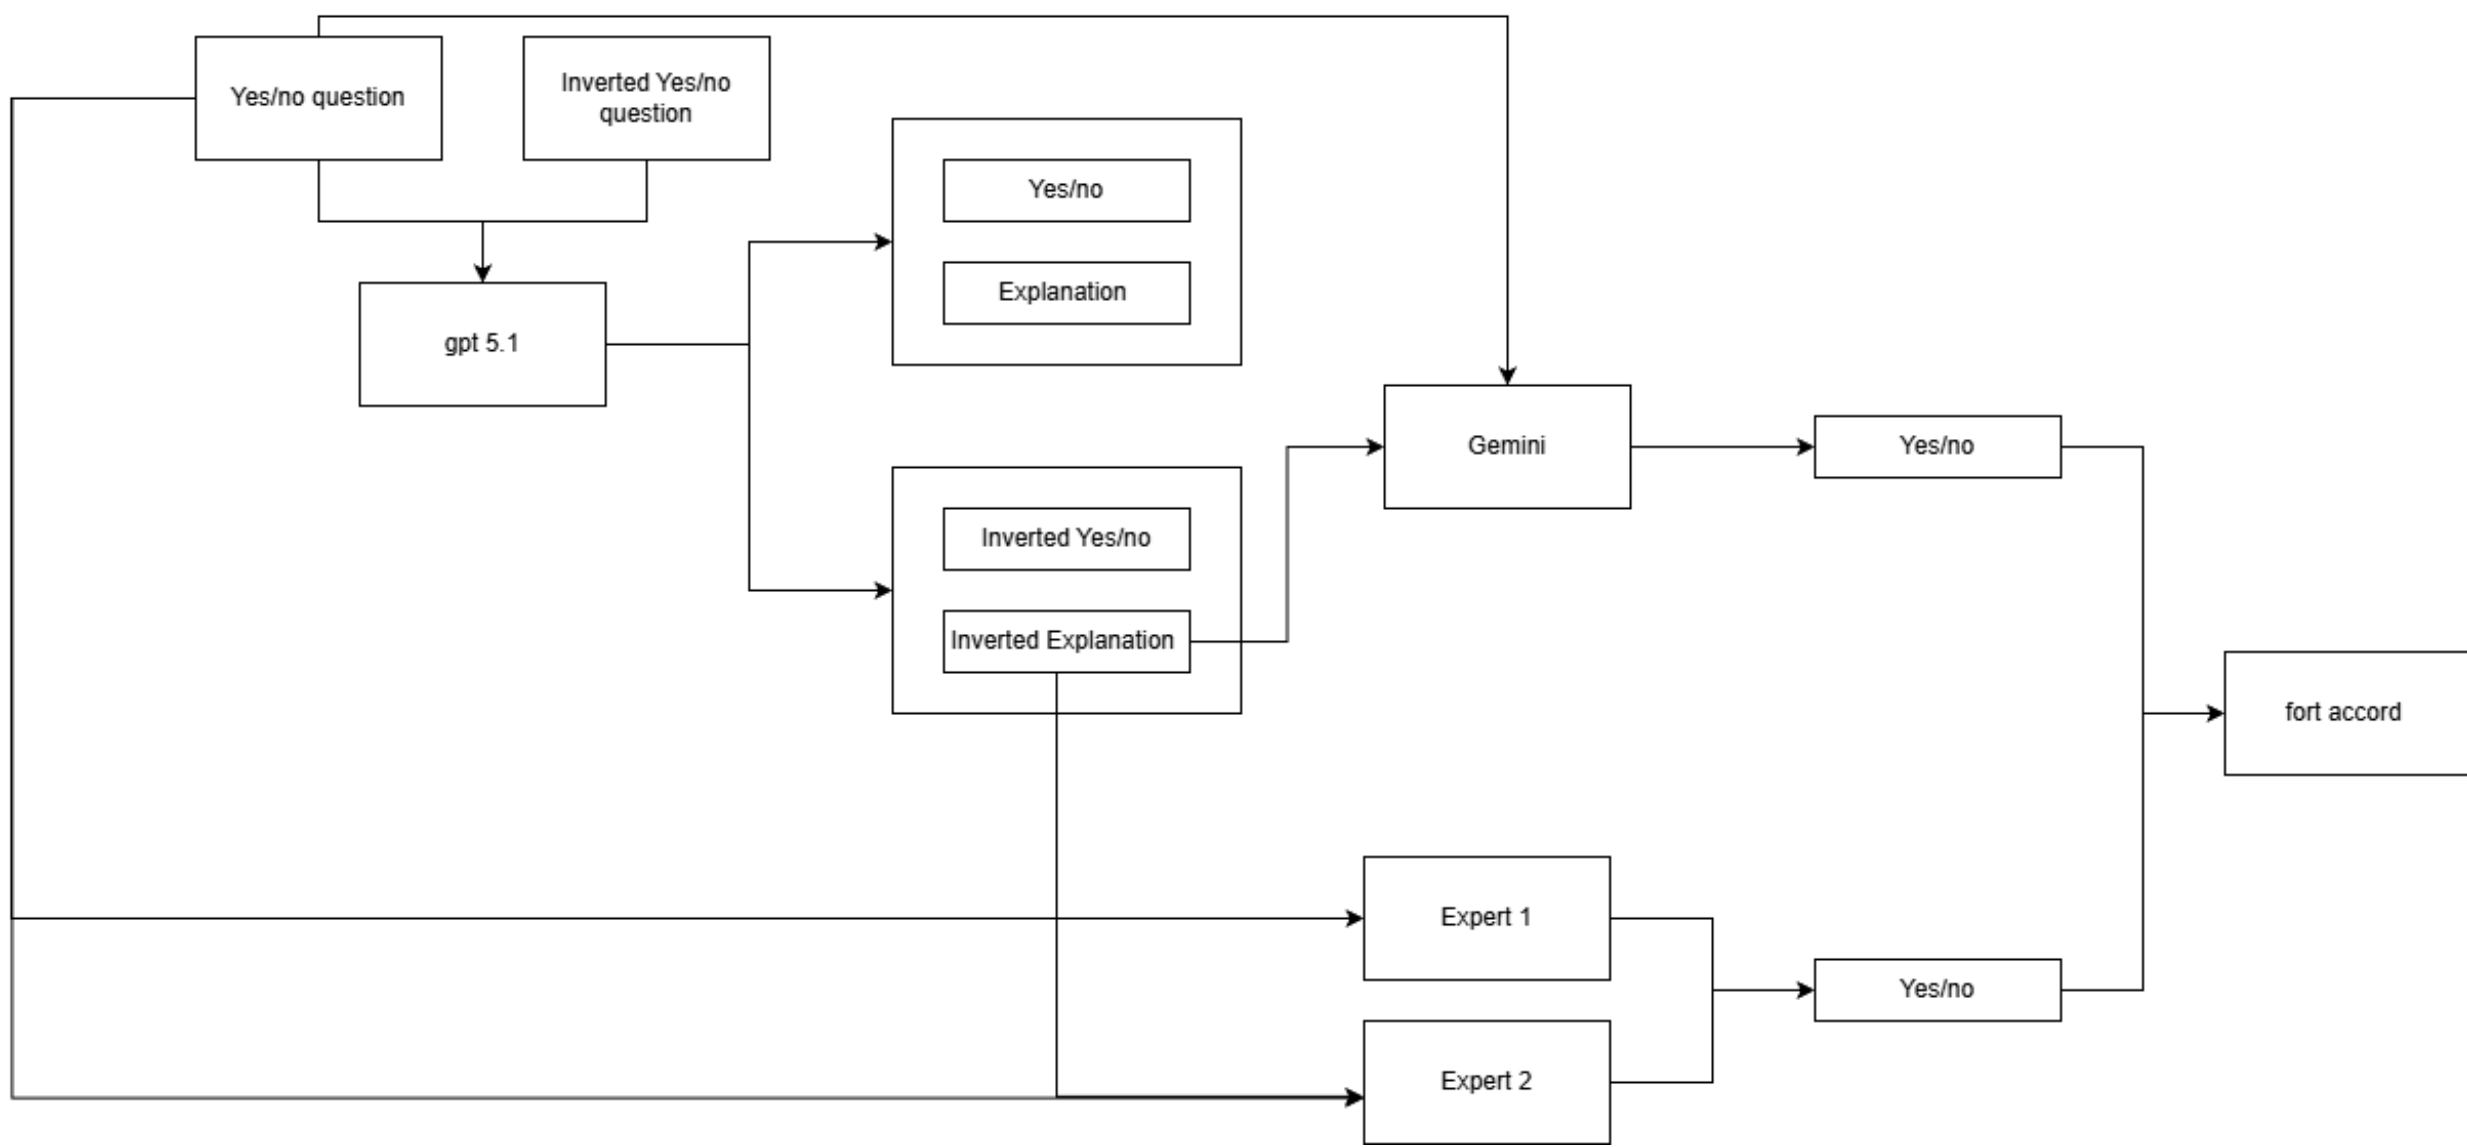 Yes/no question
Inverted Yes/no
question
Yes/no
Explanation
gpt 5.1
Gemini
Yes/no
Inverted Yes/no
Inverted Explanation
fort accord
Expert 1
Yes/no
Expert 2